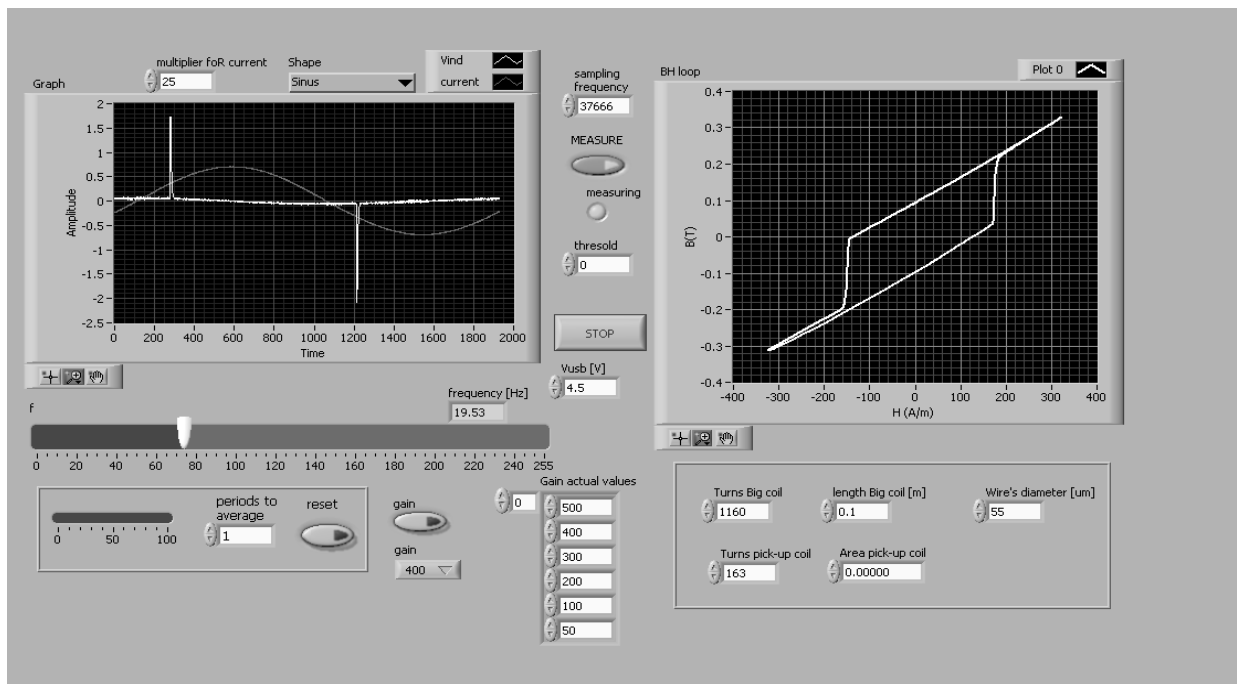 multiplier foR current
25
Shape
Sinus
Vind
current
Graph
2
1.5
1
0.5
0
-0.5
-1
-1.5
-2
-2.5
Amplitude
0 200 400 600 800 1000 1200 1400 1600 1800 2000
Time
sampling
frequency
37666
MEASURE
measuring
thresold
0
STOP
Vusb [V]
4.5
BH loop
Plot 0
0.4
0.3
0.2
0.1
0
-0.1
-0.2
-0.3
-0.4
B(T)
-400 -300 -200 -100 0 100 200 300 400
H (A/m)
frequency [Hz]
19.53
f
0 20 40 60 80 100 120 140 160 180 200 220 240 255
0 50 100
periods to
average
1
reset
gain
gain
400
Gain actual values
0
500
400
300
200
100
50
Turns Big coil
1160
length Big coil [m]
0.1
Wire's diameter [um]
55
Turns pick-up coil
163
Area pick-up coil
0.00000